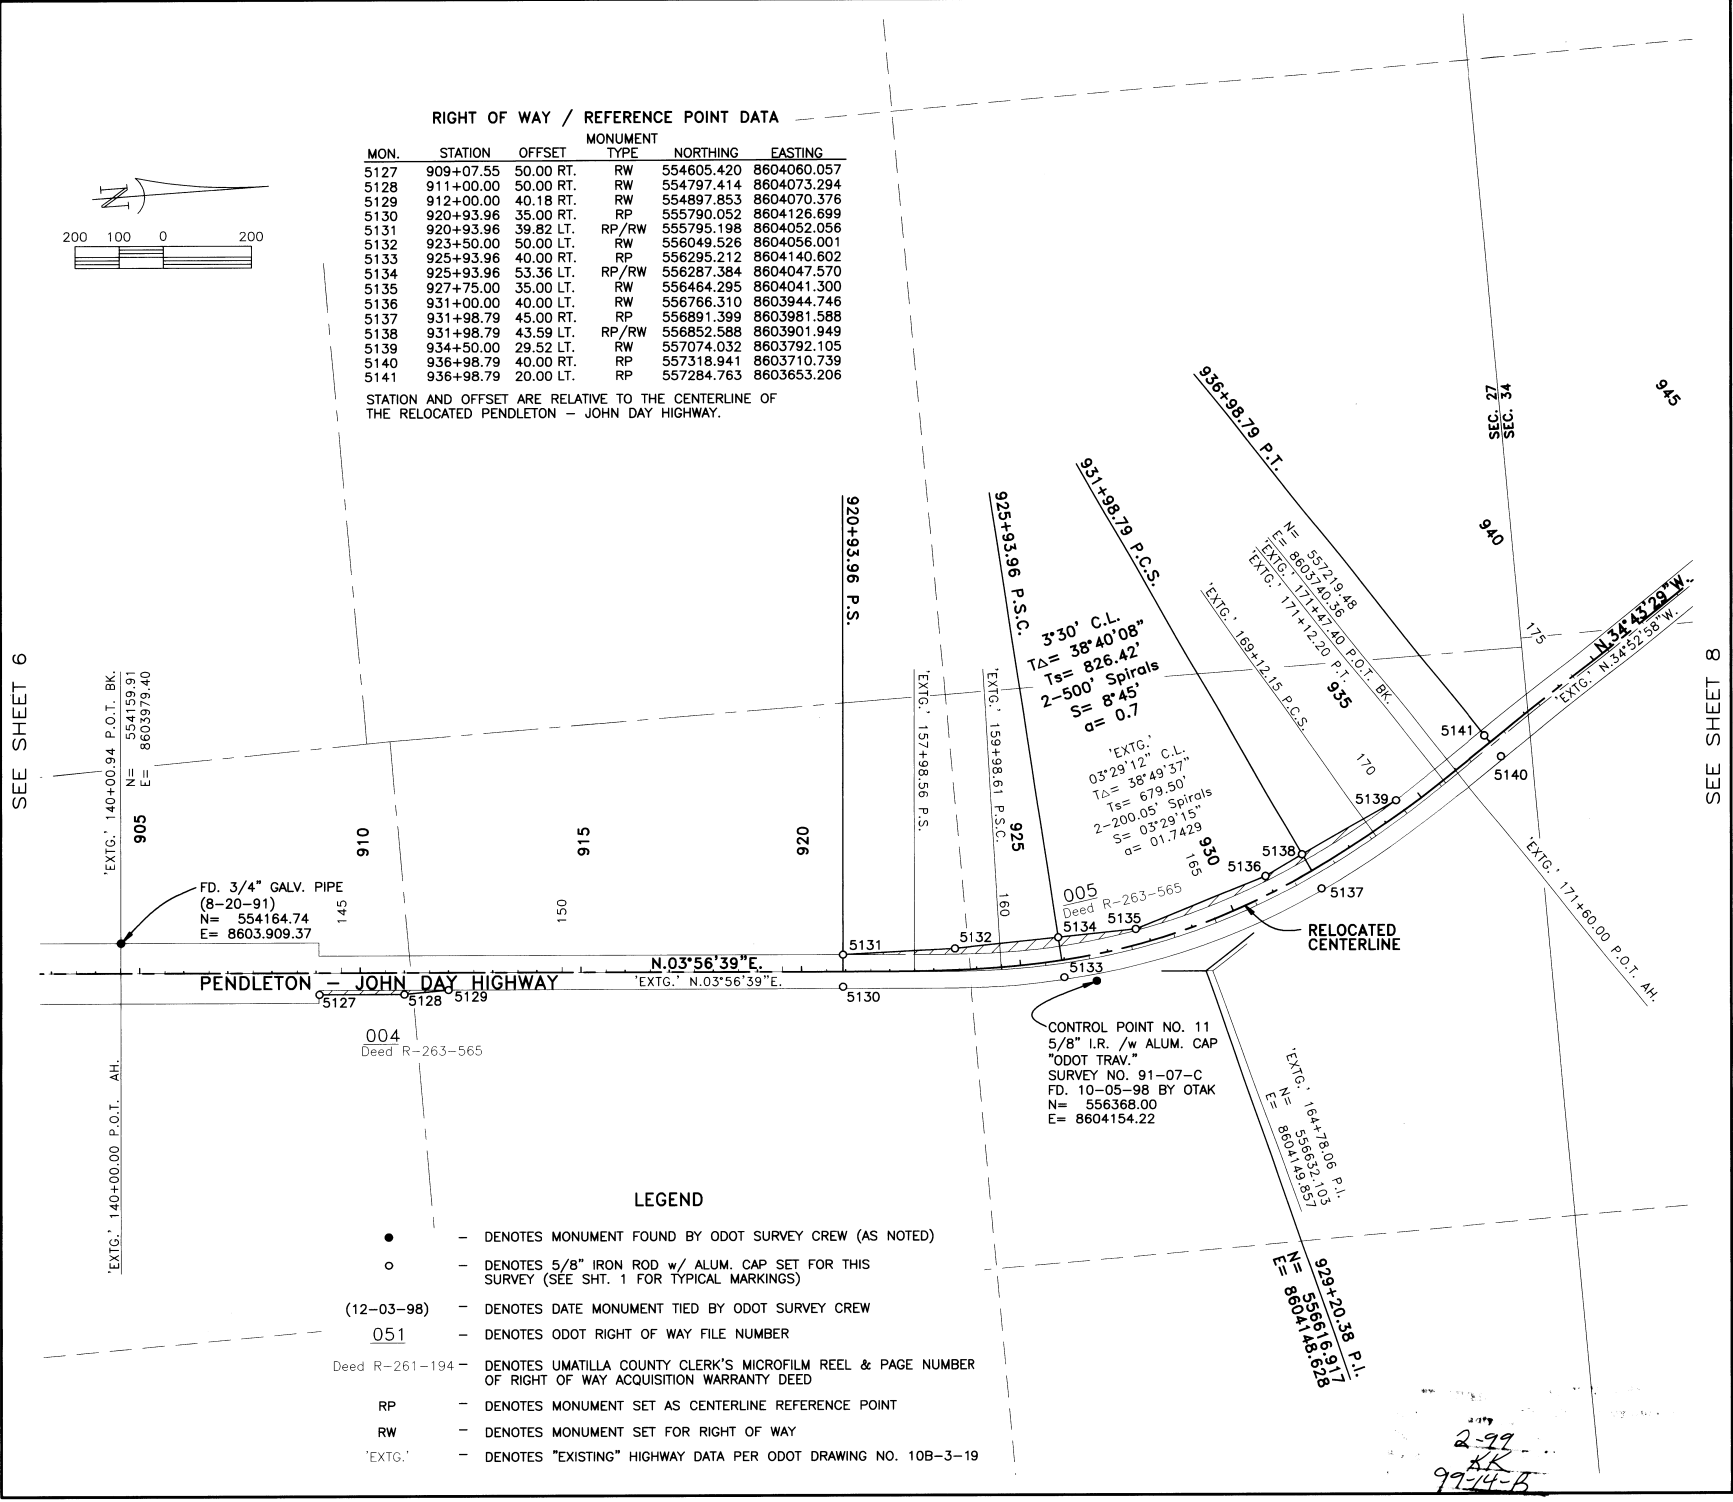 RIGHT OF WAY / REFERENCE POINT DATA
MON. STATION OFFSET MONUMENT TYPE NORTHING EASTING
5127 909+07.55 50.00 RT. RW 554605.420 8604060.057
5128 911+00.00 50.00 RT. RW 554797.414 8604073.294
5129 912+00.00 40.18 RT. RW 554897.853 8604070.376
5130 920+93.96 35.00 RT. RP 555790.052 8604126.699
5131 920+93.96 39.82 LT. RP/RW 555795.198 8604052.056
5132 923+50.00 50.00 LT. RW 556049.526 8604056.001
5133 925+93.96 40.00 RT. RP 556295.212 8604140.602
5134 925+93.96 53.36 LT. RP/RW 556287.384 8604047.570
5135 927+75.00 35.00 LT. RW 556464.295 8604041.300
5136 931+00.00 40.00 LT. RW 556766.310 8603944.746
5137 931+98.79 45.00 RT. RP 556891.399 8603981.588
5138 931+98.79 43.59 LT. RP/RW 556852.588 8603901.949
5139 934+50.00 29.52 LT. RW 557074.032 8603792.105
5140 936+98.79 40.00 RT. RP 557318.941 8603710.739
5141 936+98.79 20.00 LT. RP 557284.763 8603653.206
STATION AND OFFSET ARE RELATIVE TO THE CENTERLINE OF
THE RELOCATED PENDLETON – JOHN DAY HIGHWAY.
N
200 100 0 200
SEE SHEET 6
SEE SHEET 8
SEC. 27
SEC. 34
945
940
936+98.79 P.T.
931+98.79 P.C.S.
925+93.96 P.S.C.
920+93.96 P.S.
N= 557219.48
E= 8603740.36
'EXTG.' 171+47.40 P.O.T. BK.
'EXTG.' 171+12.20 P.T.
'EXTG.' 169+12.15 P.C.S.
935
175
N.34°43'29"W.
'EXTG.' N.34°52'58"W.
3°30' C.L.
T△= 38°40'08"
Ts= 826.42'
2-500' Spirals
S= 8°45'
a= 0.7
'EXTG.'
03°29'12" C.L.
T△= 38°49'37"
Ts= 679.50'
2-200.05' Spirals
S= 03°29'15"
a= 01.7429
'EXTG.' 140+00.94 P.O.T. BK.
N= 554159.91
E= 8603979.40
905
910
915
920
'EXTG.' 157+98.56 P.S.
'EXTG.' 159+98.61 P.S.C.
925
930
165
170
145
150
160
5141
5140
5139
5138
5136
5137
5135
5134
5133
5132
5131
5130
5127
5128
5129
FD. 3/4" GALV. PIPE
(8-20-91)
N= 554164.74
E= 8603.909.37
005
Deed R-263-565
RELOCATED
CENTERLINE
'EXTG.' 171+60.00 P.O.T. AH.
N.03°56'39"E.
PENDLETON – JOHN DAY HIGHWAY
'EXTG.' N.03°56'39"E.
004
Deed R-263-565
'EXTG.' 140+00.00 P.O.T. AH.
CONTROL POINT NO. 11
5/8" I.R. /w ALUM. CAP
"ODOT TRAV."
SURVEY NO. 91-07-C
FD. 10-05-98 BY OTAK
N= 556368.00
E= 8604154.22
'EXTG.' 164+78.06 P.I.
N= 556632.103
E= 8604149.857
929+20.38 P.I.
N= 556616.917
E= 8604148.628
LEGEND
● – DENOTES MONUMENT FOUND BY ODOT SURVEY CREW (AS NOTED)
○ – DENOTES 5/8" IRON ROD w/ ALUM. CAP SET FOR THIS
SURVEY (SEE SHT. 1 FOR TYPICAL MARKINGS)
(12-03-98) – DENOTES DATE MONUMENT TIED BY ODOT SURVEY CREW
051 – DENOTES ODOT RIGHT OF WAY FILE NUMBER
Deed R-261-194 – DENOTES UMATILLA COUNTY CLERK'S MICROFILM REEL & PAGE NUMBER
OF RIGHT OF WAY ACQUISITION WARRANTY DEED
RP – DENOTES MONUMENT SET AS CENTERLINE REFERENCE POINT
RW – DENOTES MONUMENT SET FOR RIGHT OF WAY
'EXTG.' – DENOTES "EXISTING" HIGHWAY DATA PER ODOT DRAWING NO. 10B-3-19
2-99
KK
99-14-B